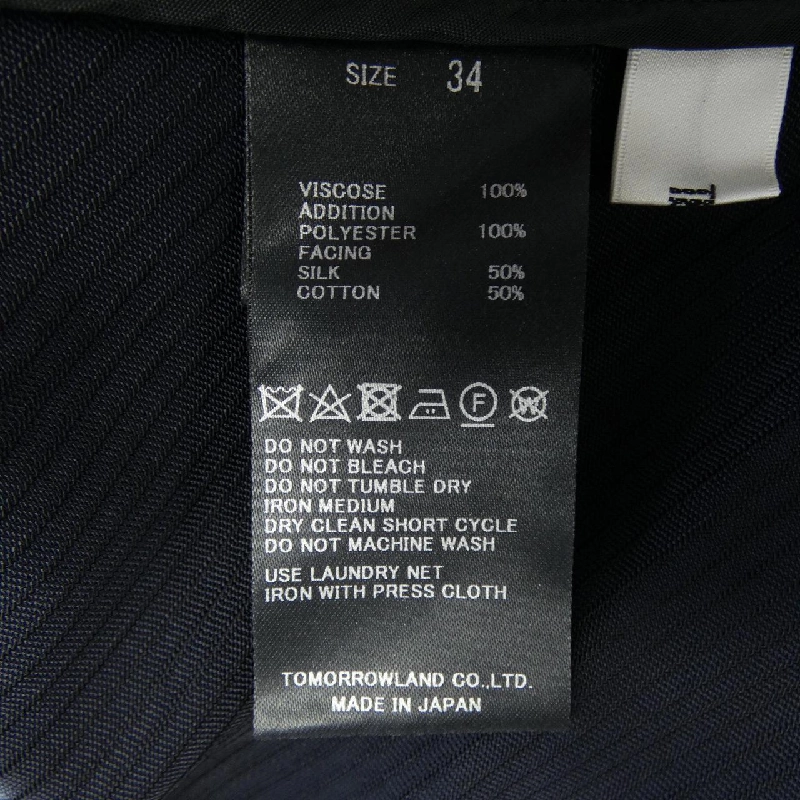 SIZE 34
VISCOSE 100%
ADDITION
POLYESTER 100%
FACING
SILK 50%
COTTON 50%
F
W
DO NOT WASH
DO NOT BLEACH
DO NOT TUMBLE DRY
IRON MEDIUM
DRY CLEAN SHORT CYCLE
DO NOT MACHINE WASH
USE LAUNDRY NET
IRON WITH PRESS CLOTH
TOMORROWLAND CO.,LTD.
MADE IN JAPAN